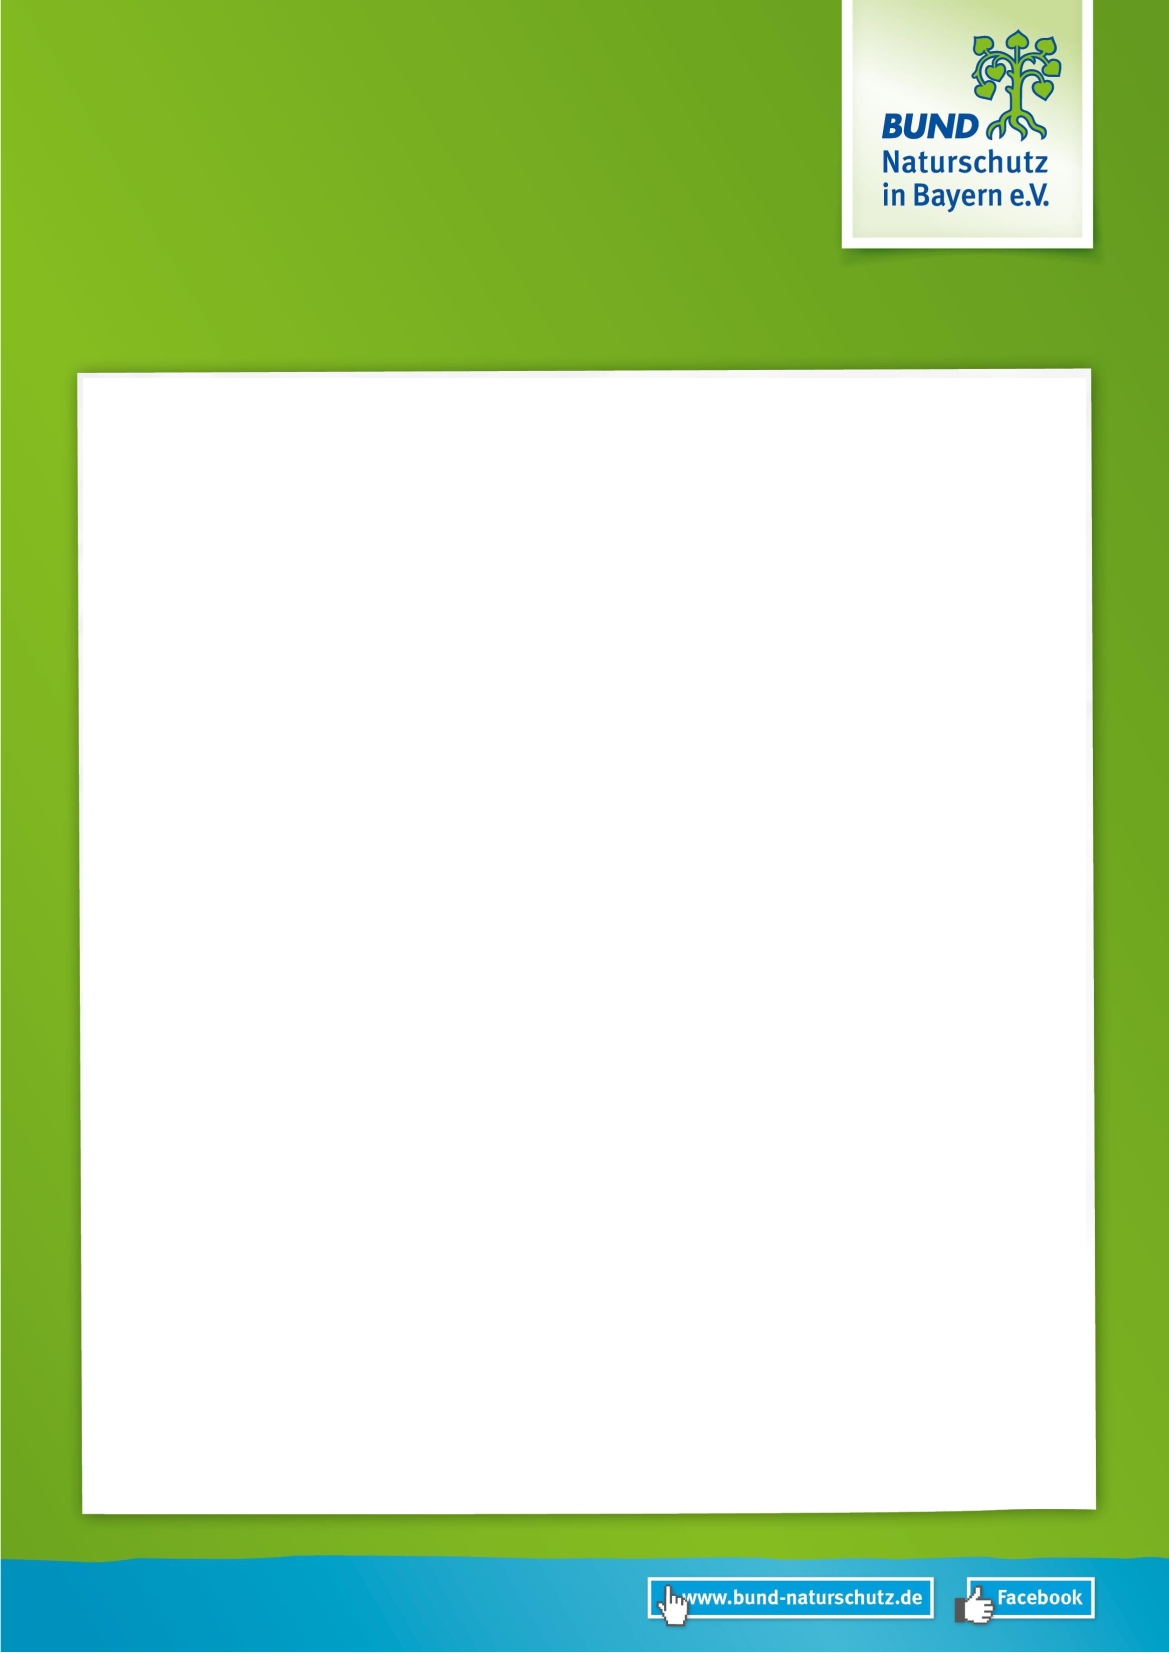 BUND
Naturschutz
in Bayern e.V.
www.bund-naturschutz.de
Facebook